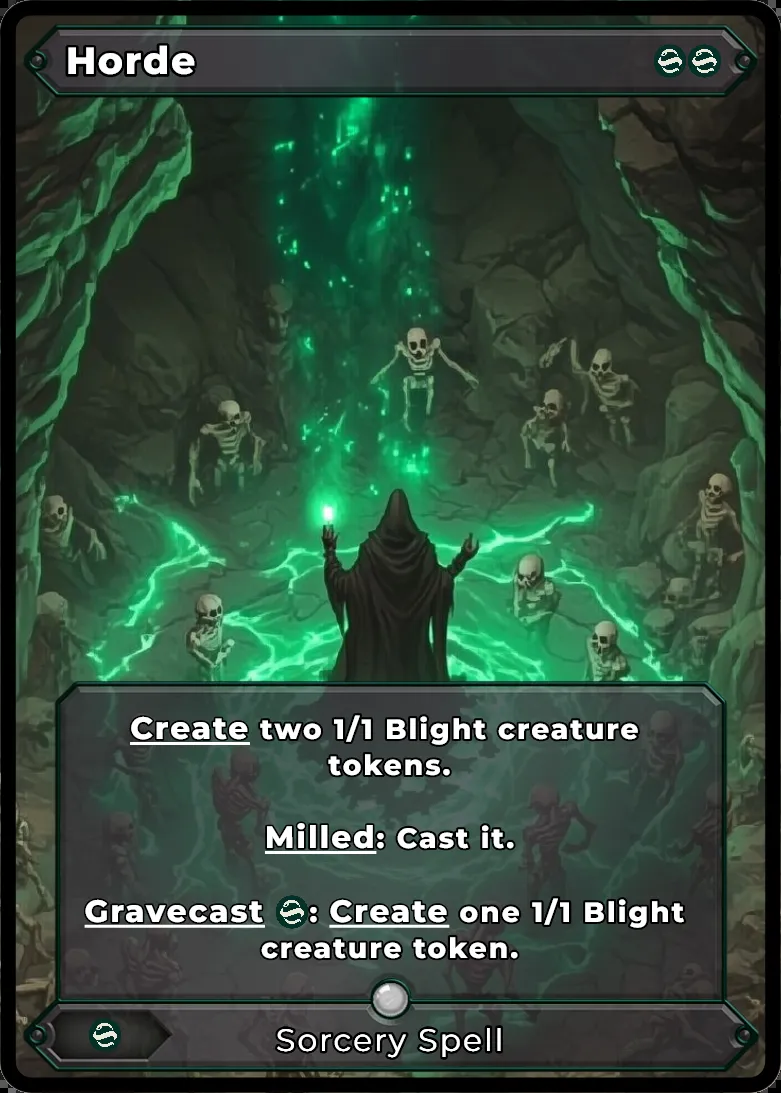 Horde
Create two 1/1 Blight creature
tokens.
Milled: Cast it.
Gravecast : Create one 1/1 Blight
creature token.
Sorcery Spell